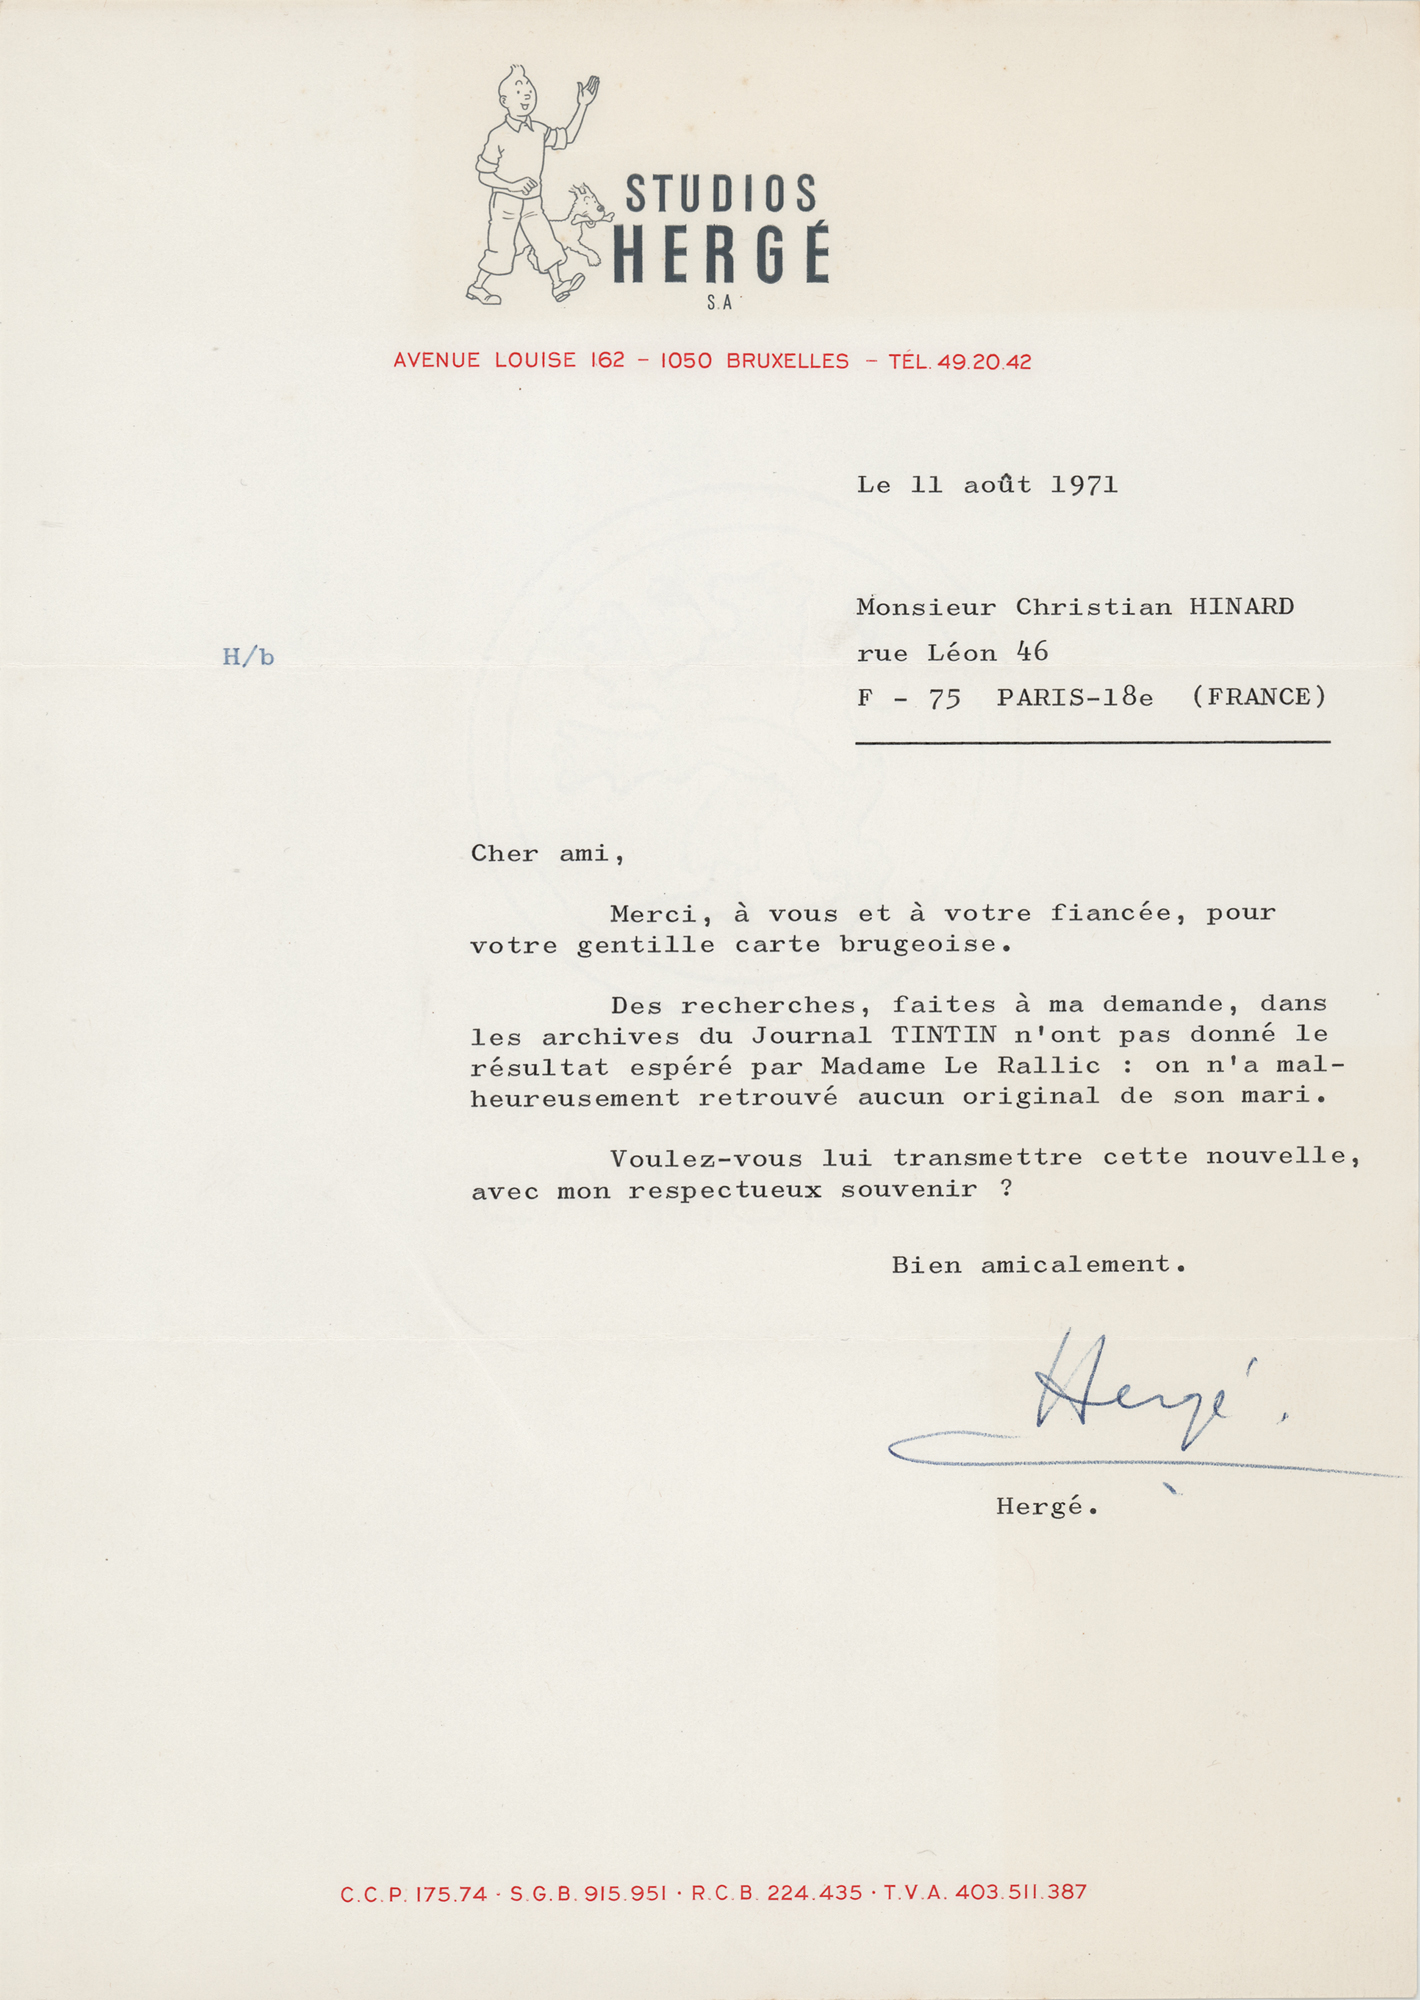 STUDIOS
HERGÉ
S.A
AVENUE LOUISE 162 – 1050 BRUXELLES – TÉL. 49.20.42
Le 11 août 1971
Monsieur Christian HINARD
rue Léon 46
H/b
F - 75 PARIS-18e (FRANCE)
Cher ami,
Merci, à vous et à votre fiancée, pour
votre gentille carte brugeoise.
Des recherches, faites à ma demande, dans
les archives du Journal TINTIN n'ont pas donné le
résultat espéré par Madame Le Rallic : on n'a mal-
heureusement retrouvé aucun original de son mari.
Voulez-vous lui transmettre cette nouvelle,
avec mon respectueux souvenir ?
Bien amicalement.
Hergé.
Hergé.
C.C.P. 175.74 · S.G.B. 915.951 · R.C.B. 224.435 · T.V.A. 403.511.387